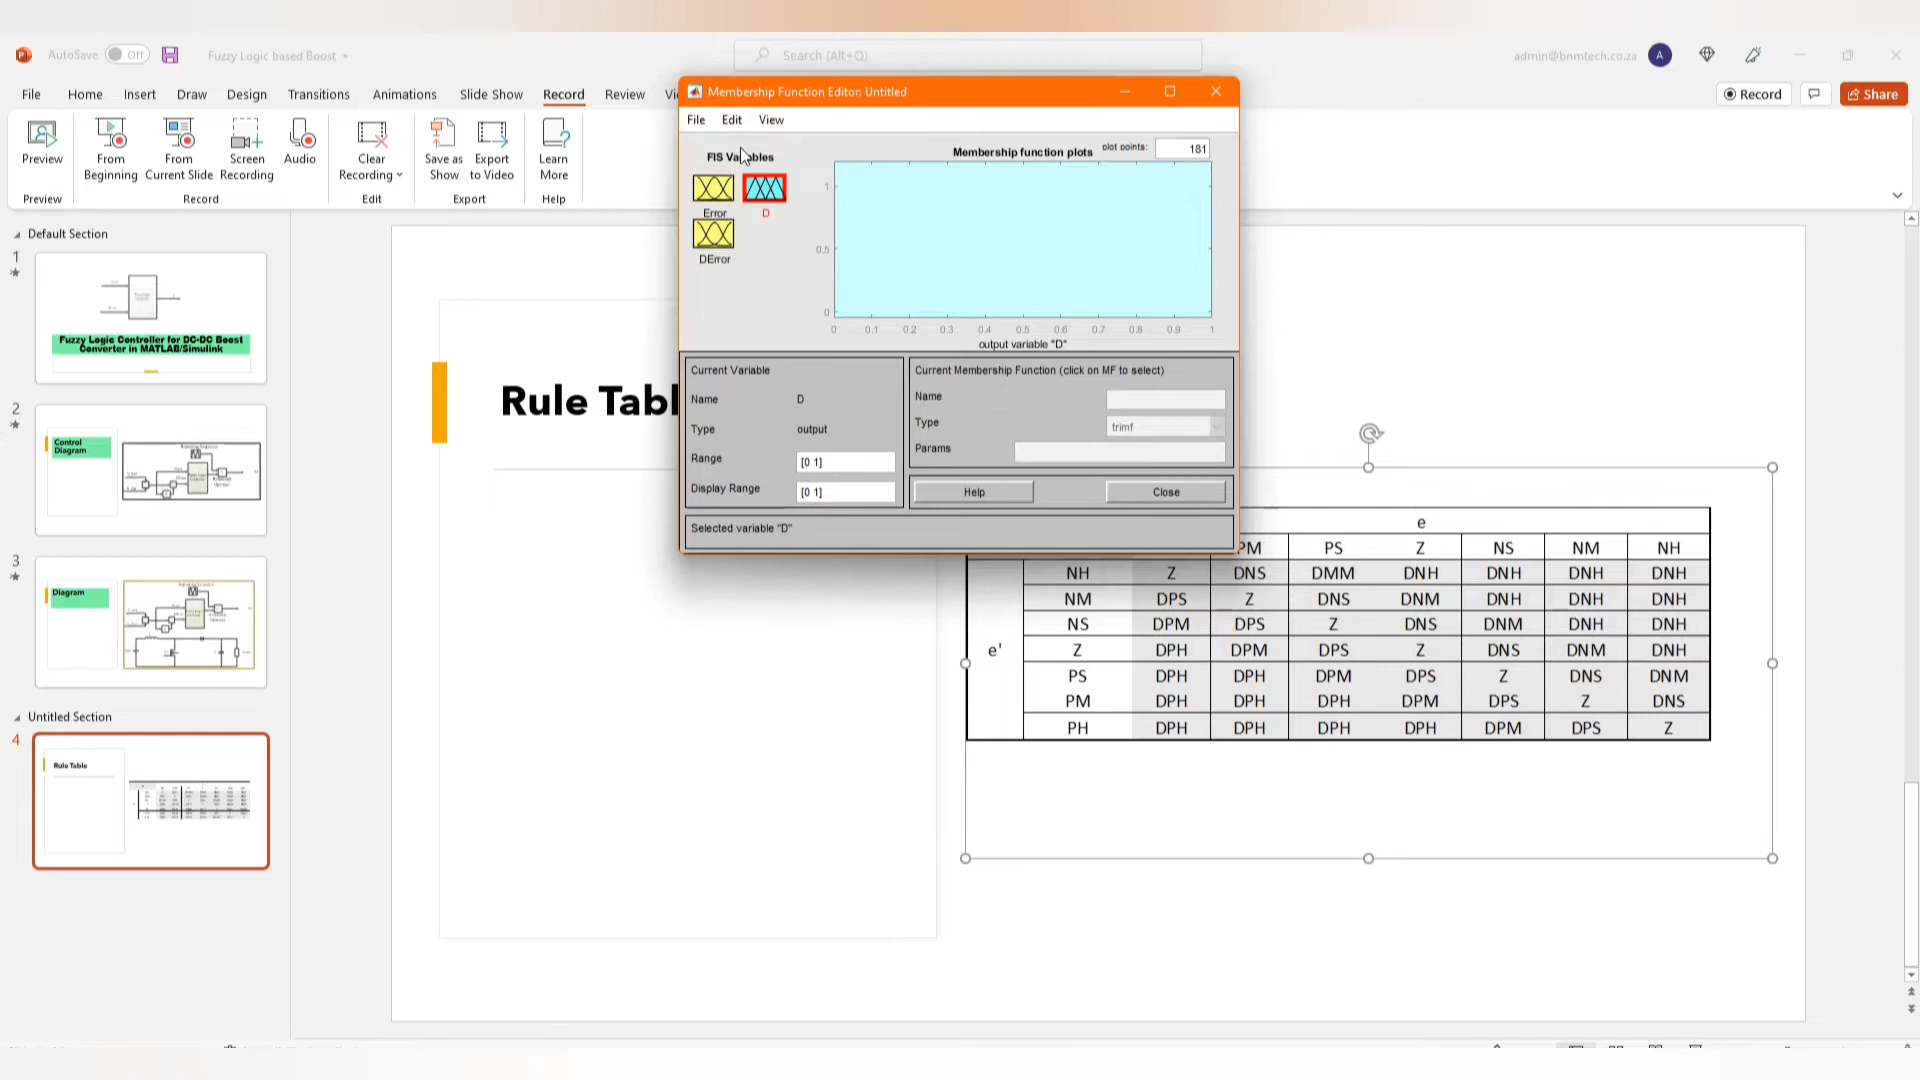 AutoSave Off Fuzzy Logic based Boost Search (Alt+Q) admin@bnmtech.co.za A
File Home Insert Draw Design Transitions Animations Slide Show Record Review Record Share
Preview From Beginning From Current Slide Screen Recording Audio Clear Recording Save as Show Export to Video Learn More
Preview Record Edit Export Help
Default Section
1
Fuzzy Logic Controller for DC-DC Boost
Converter in MATLAB/Simulink
2
Control
Diagram
3
Diagram
Untitled Section
4
Rule Table
Membership Function Editor: Untitled
File Edit View
FIS Variables
Error D
DError
Membership function plots plot points: 181
1
0.5
0
0 0.1 0.2 0.3 0.4 0.5 0.6 0.7 0.8 0.9 1
output variable "D"
Current Variable
Name D
Type output
Range [0 1]
Display Range [0 1]
Current Membership Function (click on MF to select)
Name
Type trimf
Params
Help Close
Selected variable "D"
e
PS Z NS NM NH
NH Z DNS DMM DNH DNH DNH DNH
NM DPS Z DNS DNM DNH DNH DNH
NS DPM DPS Z DNS DNM DNH DNH
e' Z DPH DPM DPS Z DNS DNM DNH
PS DPH DPH DPM DPS Z DNS DNM
PM DPH DPH DPH DPM DPS Z DNS
PH DPH DPH DPH DPH DPM DPS Z